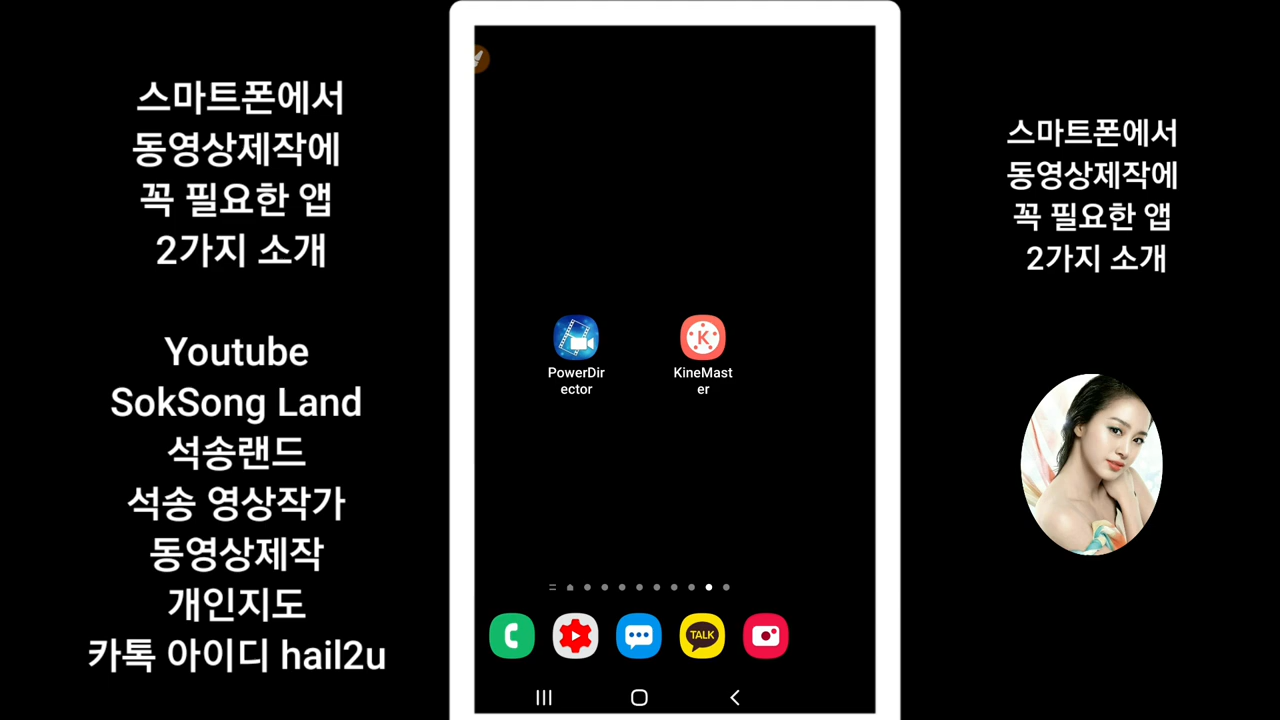 스마트폰에서
동영상제작에
꼭 필요한 앱
2가지 소개
Youtube
SokSong Land
석송랜드
석송 영상작가
동영상제작
개인지도
카톡 아이디 hail2u
PowerDir
ector
KineMast
er
K
TALK
스마트폰에서
동영상제작에
꼭 필요한 앱
2가지 소개